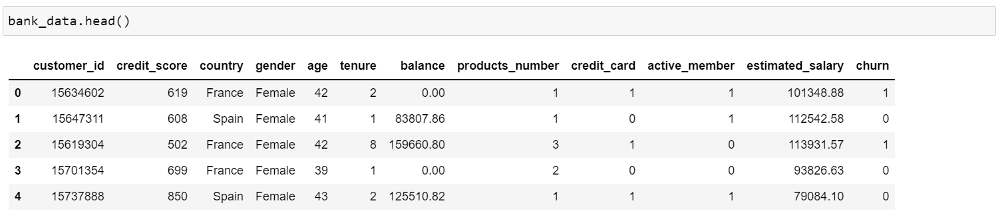 bank_data.head()
customer_id credit_score country gender age tenure balance products_number credit_card active_member estimated_salary churn
0 15634602 619 France Female 42 2 0.00 1 1 1 101348.88 1
1 15647311 608 Spain Female 41 1 83807.86 1 0 1 112542.58 0
2 15619304 502 France Female 42 8 159660.80 3 1 0 113931.57 1
3 15701354 699 France Female 39 1 0.00 2 0 0 93826.63 0
4 15737888 850 Spain Female 43 2 125510.82 1 1 1 79084.10 0